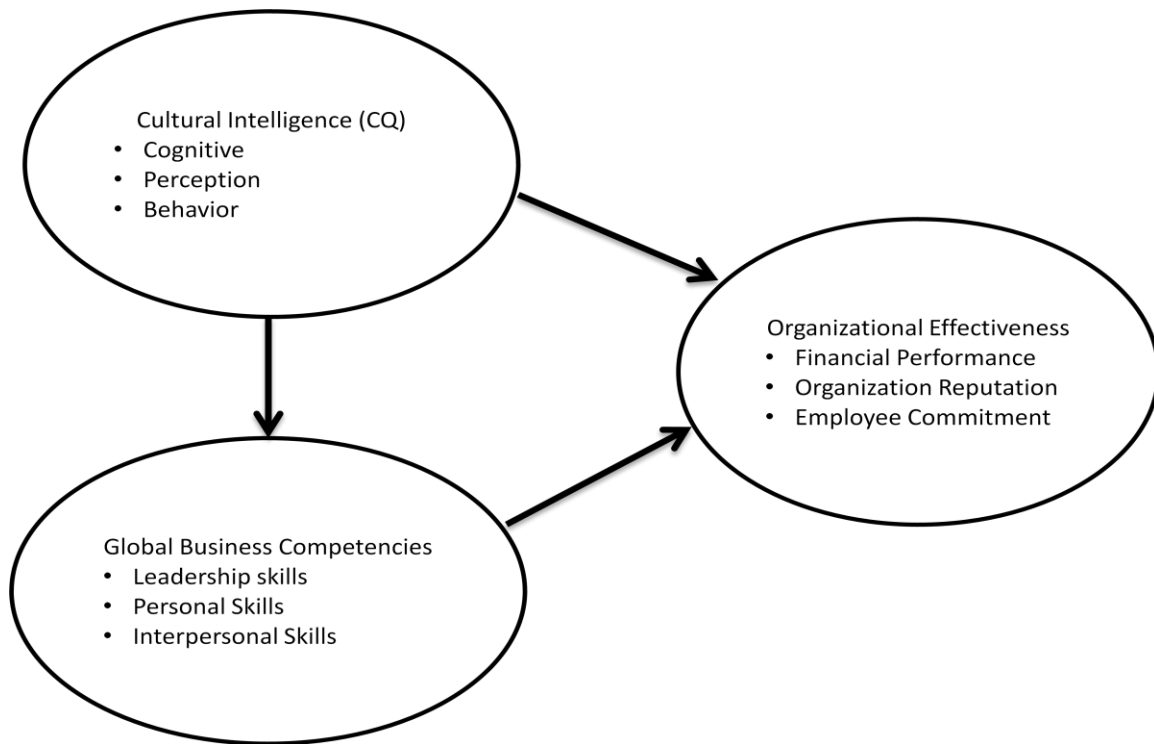 Cultural Intelligence (CQ)
• Cognitive
• Perception
• Behavior
Organizational Effectiveness
• Financial Performance
• Organization Reputation
• Employee Commitment
Global Business Competencies
• Leadership skills
• Personal Skills
• Interpersonal Skills